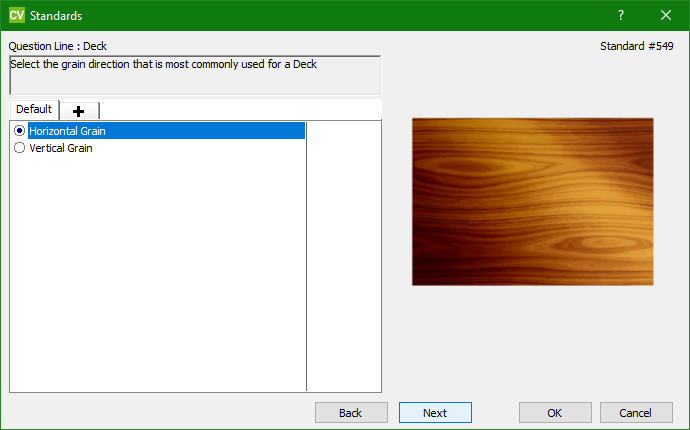 CV Standards ?
Question Line : Deck Standard #549
Select the grain direction that is most commonly used for a Deck
Default
Horizontal Grain
Vertical Grain
Back Next OK Cancel